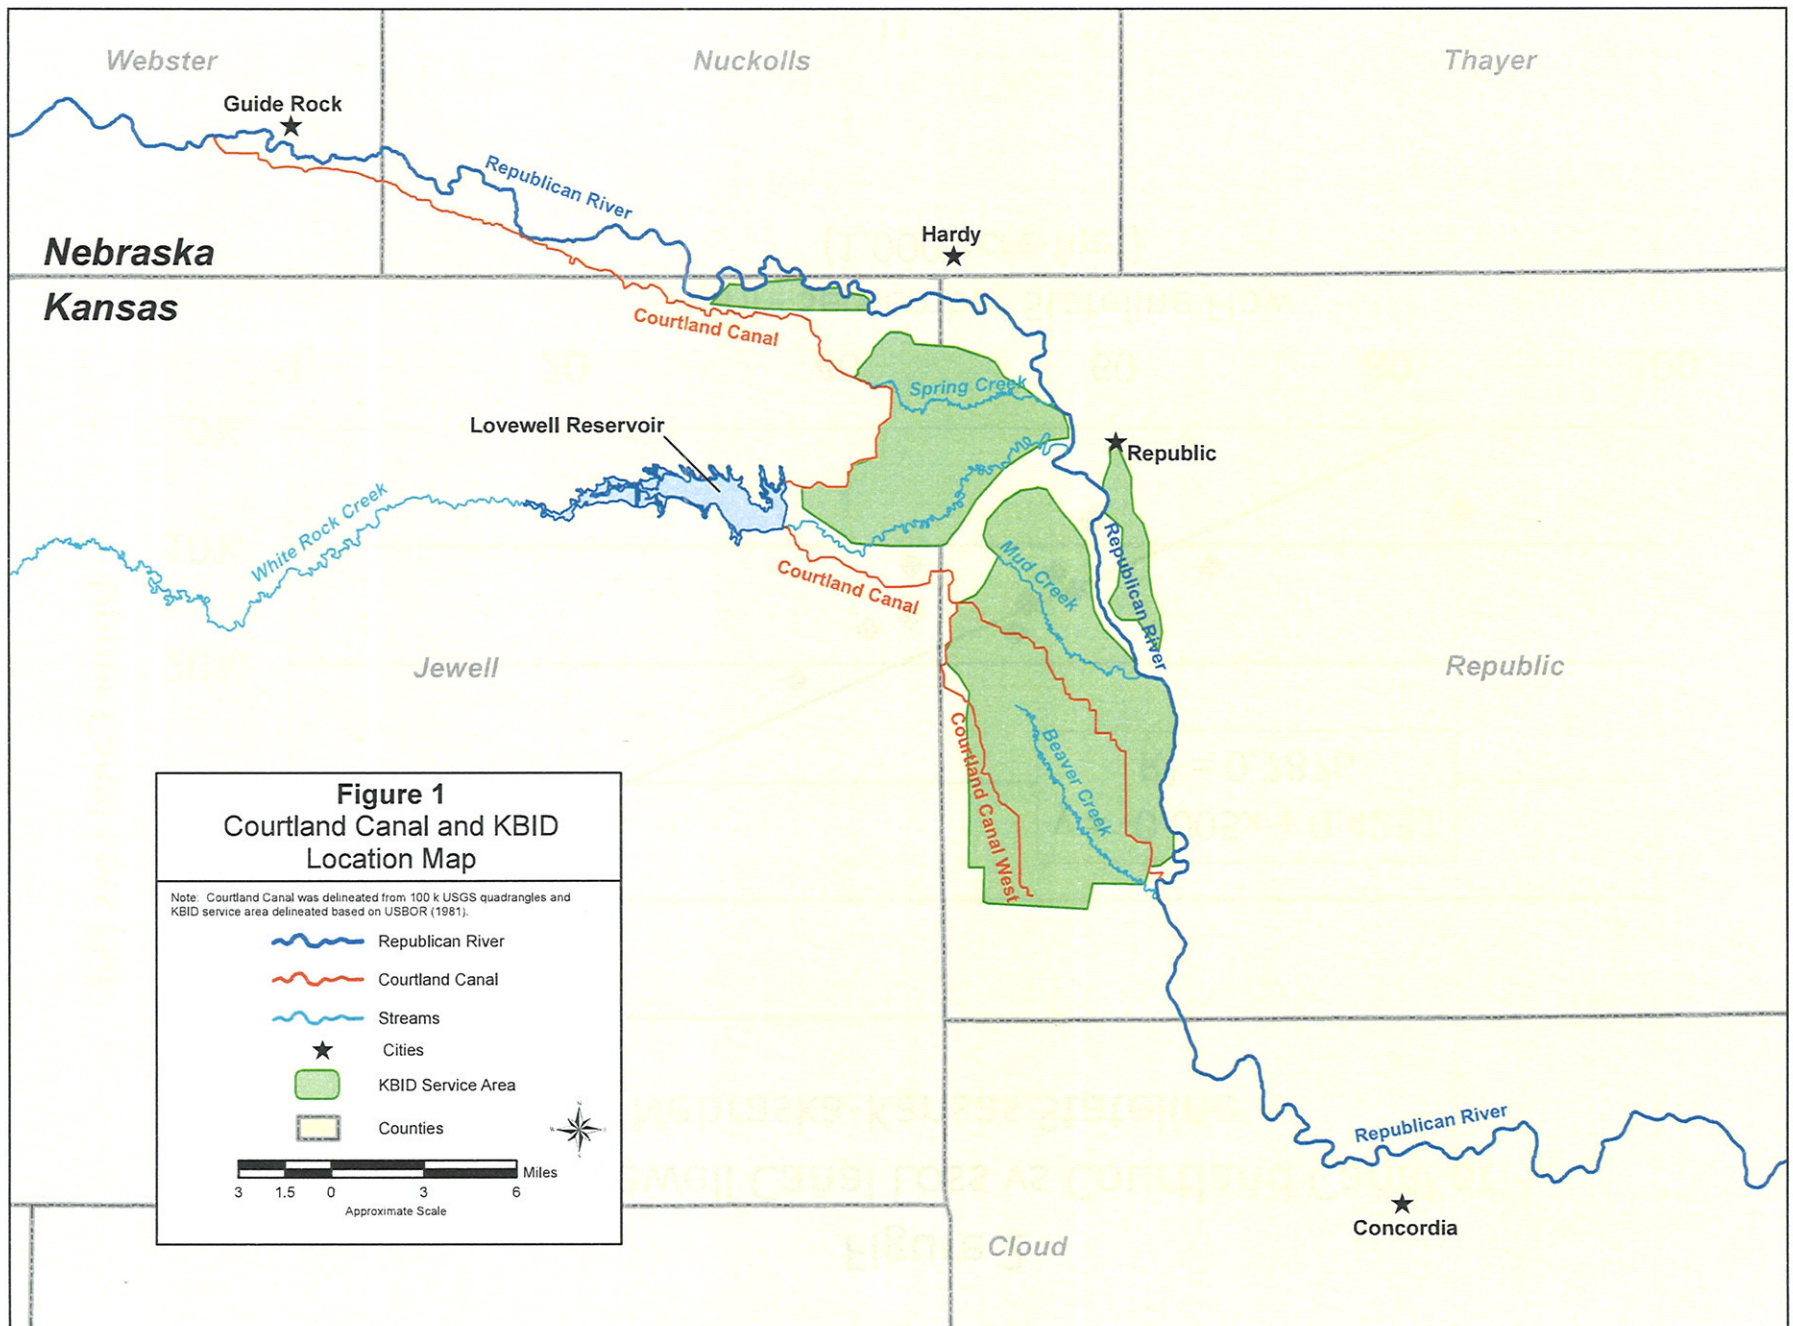 Webster
Nuckolls
Thayer
Guide Rock
Republican River
Hardy
Nebraska
Kansas
Courtland Canal
Spring Creek
Lovewell Reservoir
Republic
White Rock Creek
Courtland Canal
Mud Creek
Republican River
Jewell
Republic
Courtland Canal West
Beaver Creek
Figure 1
Courtland Canal and KBID
Location Map
Note: Courtland Canal was delineated from 100 k USGS quadrangles and
KBID service area delineated based on USBOR (1981).
Republican River
Courtland Canal
Streams
Cities
KBID Service Area
Counties
Miles
3 1.5 0 3 6
Approximate Scale
Republican River
Concordia
Cloud